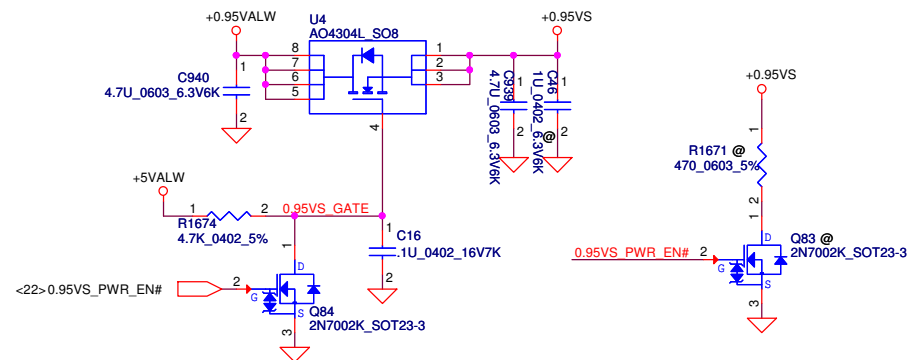 +0.95VALW
U4
AO4304L_SO8
+0.95VS
8
7
6
5
1
2
3
4
1
C940
4.7U_0603_6.3V6K
2
1
C939
4.7U_0603_6.3V6K
2
1
C46
1U_0402_6.3V6K
@
2
+0.95VS
1
R1671 @
470_0603_5%
2
+5VALW
1
2
0.95VS_GATE
R1674
4.7K_0402_5%
1
C16
.1U_0402_16V7K
2
1
D
<22> 0.95VS_PWR_EN#
2
G
S
Q84
2N7002K_SOT23-3
3
0.95VS_PWR_EN#
2
1
D
G
S
Q83 @
2N7002K_SOT23-3
3